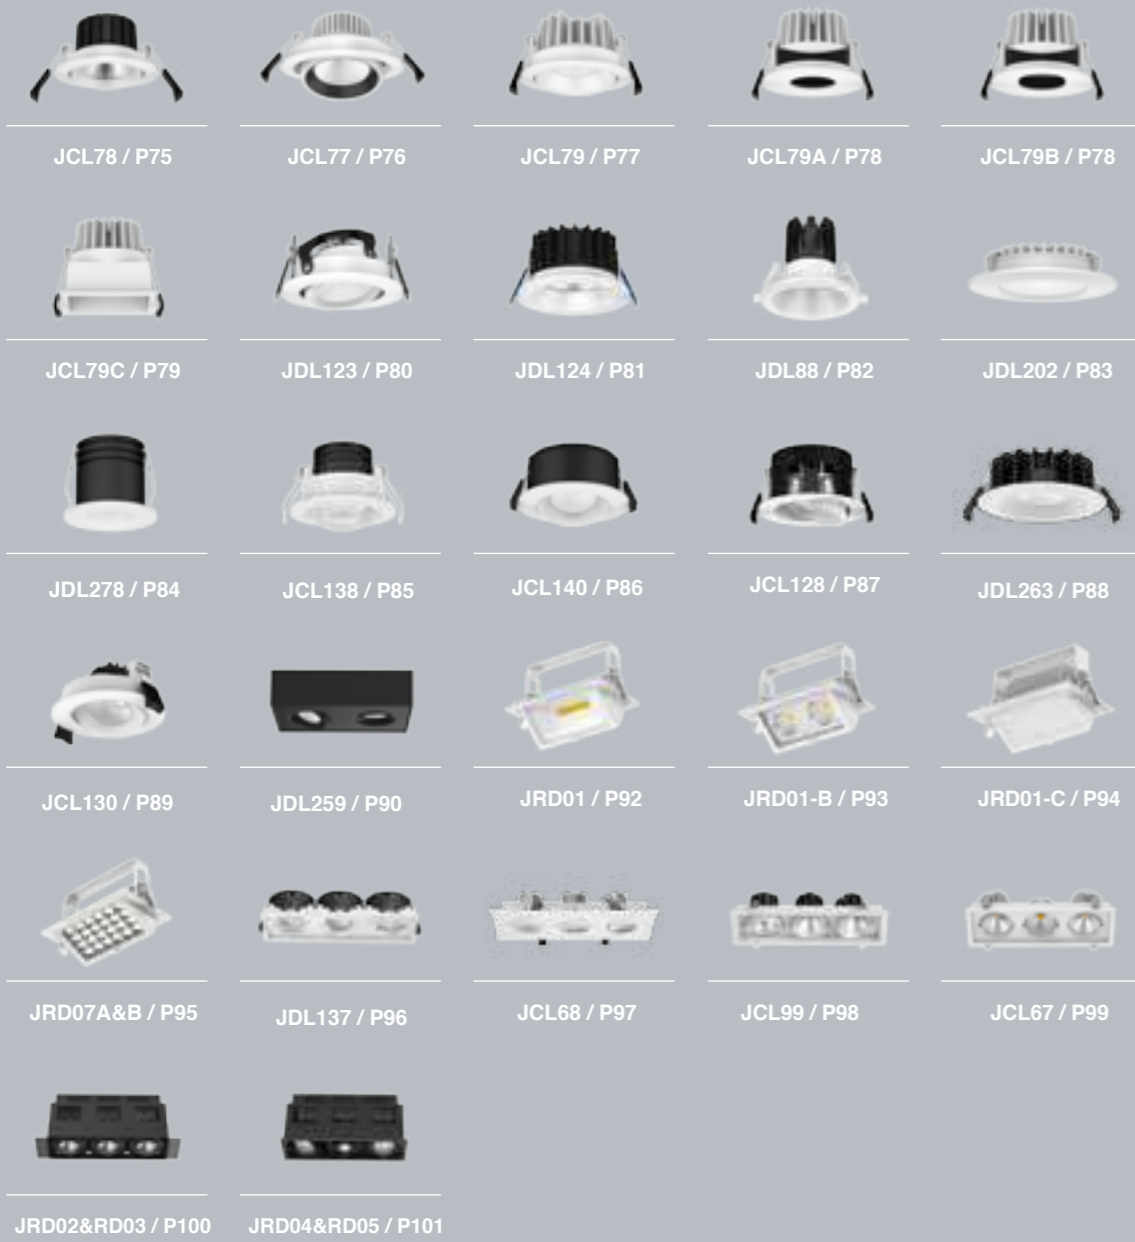 JCL78 / P75
JCL77 / P76
JCL79 / P77
JCL79A / P78
JCL79B / P78
JCL79C / P79
JDL123 / P80
JDL124 / P81
JDL88 / P82
JDL202 / P83
JDL278 / P84
JCL138 / P85
JCL140 / P86
JCL128 / P87
JDL263 / P88
JCL130 / P89
JDL259 / P90
JRD01 / P92
JRD01-B / P93
JRD01-C / P94
JRD07A&B / P95
JDL137 / P96
JCL68 / P97
JCL99 / P98
JCL67 / P99
JRD02&RD03 / P100
JRD04&RD05 / P101